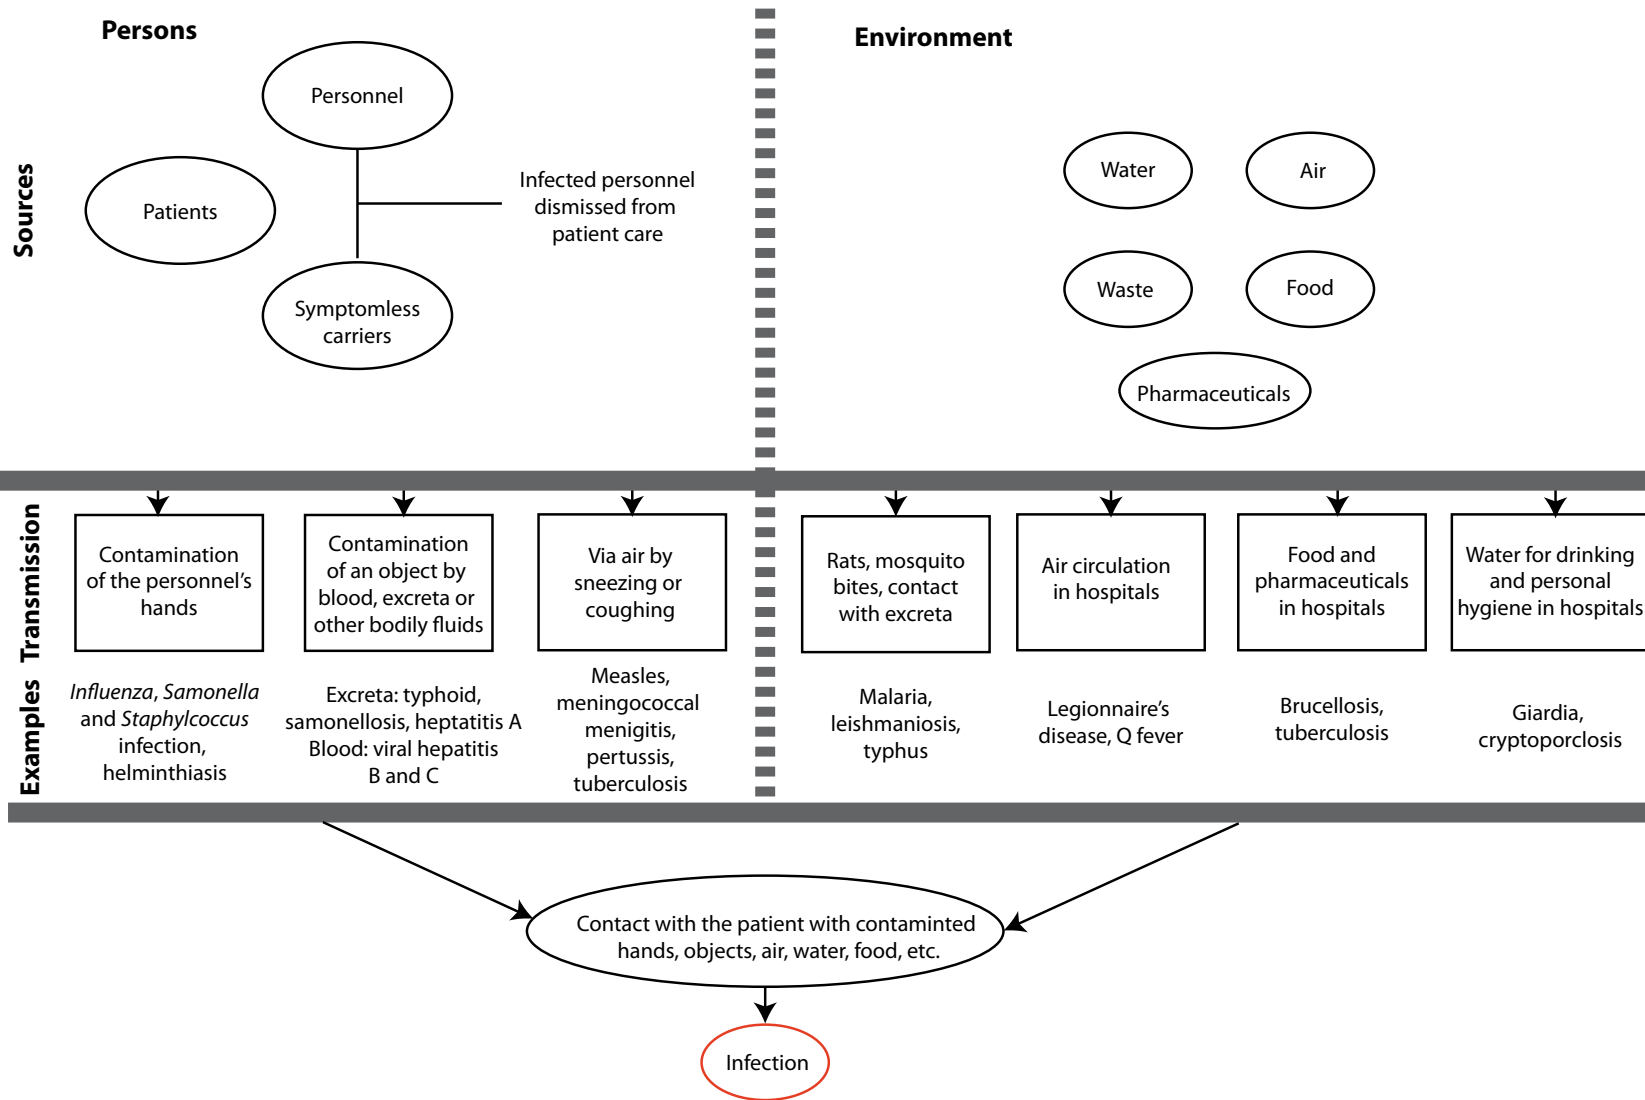 Persons
Environment
Sources
Personnel
Patients
Infected personnel
dismissed from
patient care
Symptomless
carriers
Water
Air
Waste
Food
Pharmaceuticals
Transmission
Contamination
of the personnel's
hands
Contamination
of an object by
blood, excreta or
other bodily fluids
Via air by
sneezing or
coughing
Rats, mosquito
bites, contact
with excreta
Air circulation
in hospitals
Food and
pharmaceuticals
in hospitals
Water for drinking
and personal
hygiene in hospitals
Examples
Influenza, Samonella
and Staphylcoccus
infection,
helminthiasis
Excreta: typhoid,
samonellosis, heptatitis A
Blood: viral hepatitis
B and C
Measles,
meningococcal
menigitis,
pertussis,
tuberculosis
Malaria,
leishmaniosis,
typhus
Legionnaire's
disease, Q fever
Brucellosis,
tuberculosis
Giardia,
cryptoporclosis
Contact with the patient with contaminted
hands, objects, air, water, food, etc.
Infection